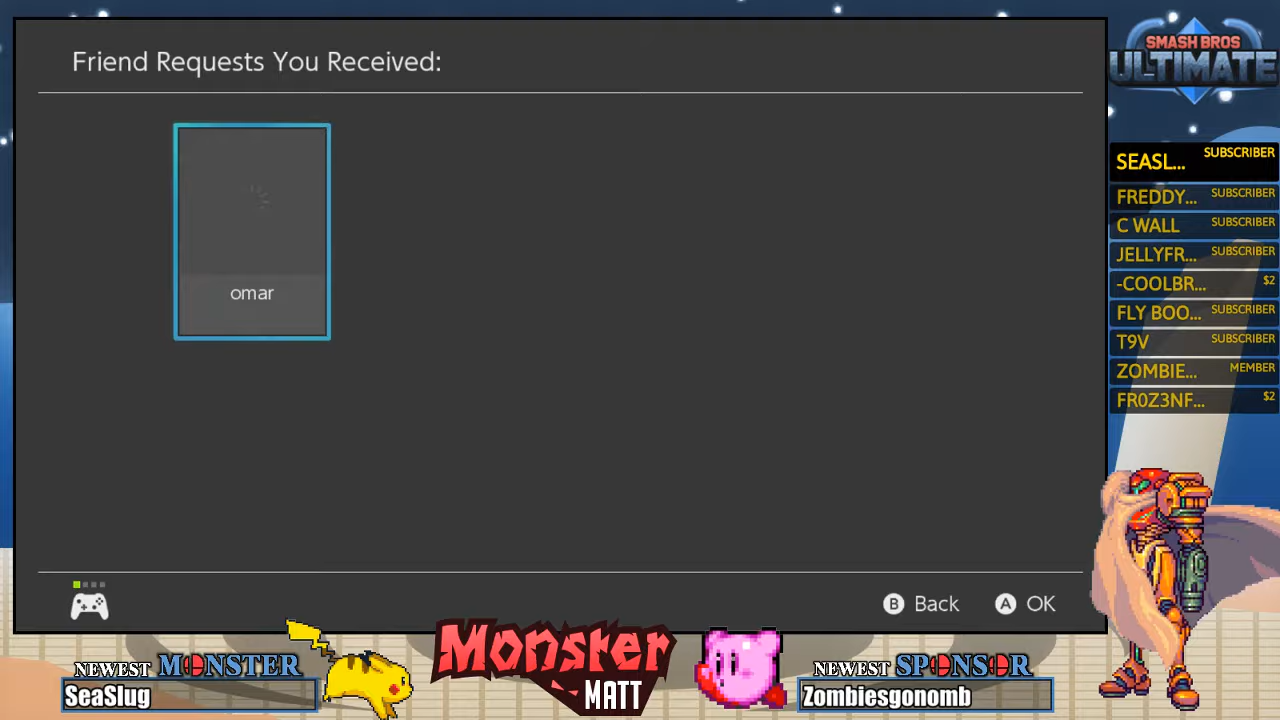 Friend Requests You Received:
omar
B Back
A OK
SMASH BROS
ULTIMATE
SEASL... SUBSCRIBER
FREDDY... SUBSCRIBER
C WALL SUBSCRIBER
JELLYFR... SUBSCRIBER
-COOLBR... $2
FLY BOO... SUBSCRIBER
T9V SUBSCRIBER
ZOMBIE... MEMBER
FR0Z3NF... $2
NEWEST MONSTER
SeaSlug
Monster
MATT
NEWEST SPONSOR
Zombiesgonomb